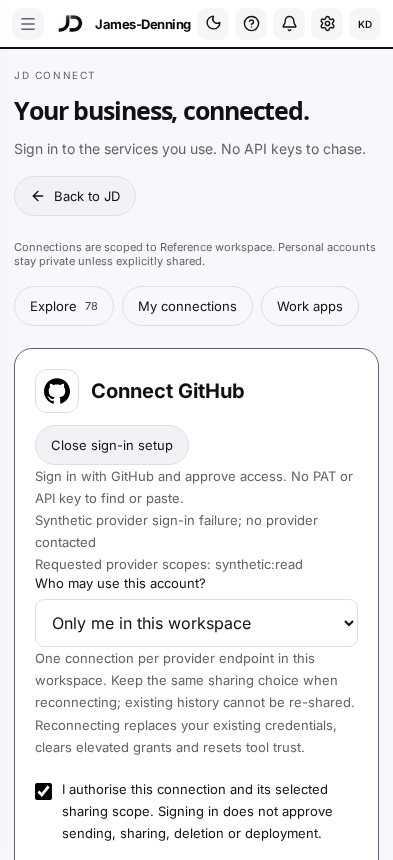 JD James-Denning KD
JD CONNECT
Your business, connected.
Sign in to the services you use. No API keys to chase.
Back to JD
Connections are scoped to Reference workspace. Personal accounts
stay private unless explicitly shared.
Explore 78 My connections Work apps
Connect GitHub
Close sign-in setup
Sign in with GitHub and approve access. No PAT or
API key to find or paste.
Synthetic provider sign-in failure; no provider
contacted
Requested provider scopes: synthetic:read
Who may use this account?
Only me in this workspace
One connection per provider endpoint in this
workspace. Keep the same sharing choice when
reconnecting; existing history cannot be re-shared.
Reconnecting replaces your existing credentials,
clears elevated grants and resets tool trust.
I authorise this connection and its selected
sharing scope. Signing in does not approve
sending, sharing, deletion or deployment.